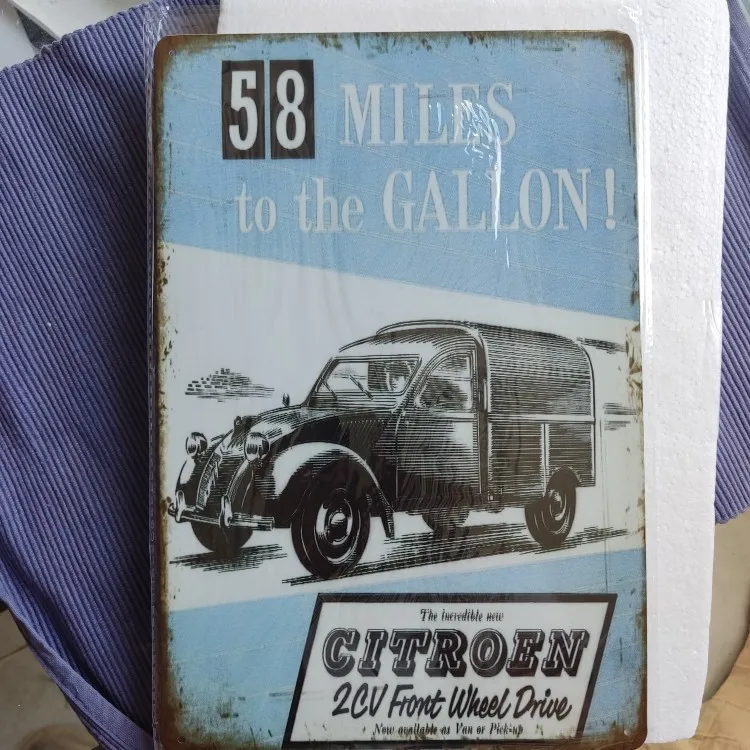 58 MILES
to the GALLON!
The incredible new
CITROEN
2CV Front Wheel Drive
Now available as Van or Pick-up